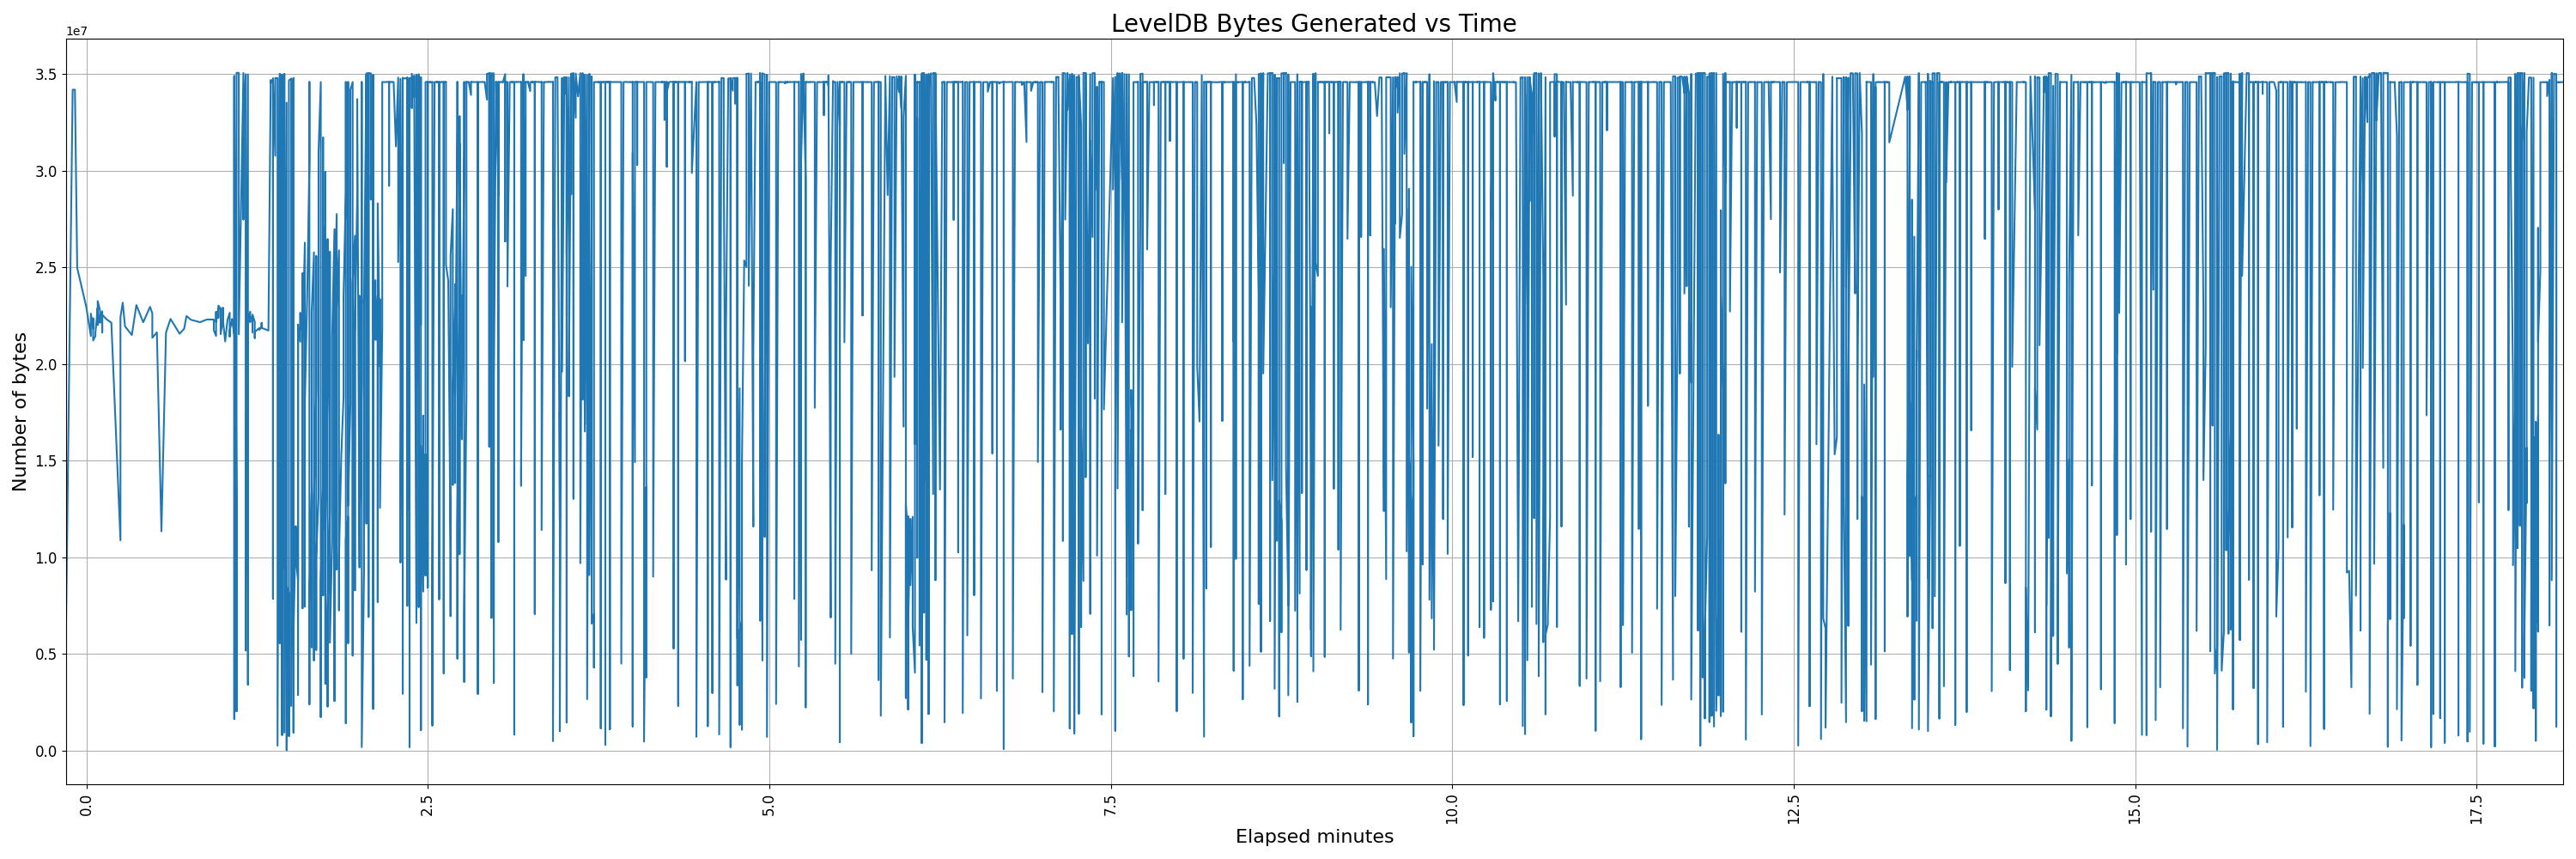 LevelDB Bytes Generated vs Time
1e7
3.5
3.0
2.5
2.0
1.5
1.0
0.5
0.0
Number of bytes
0.0 2.5 5.0 7.5 10.0 12.5 15.0 17.5
Elapsed minutes